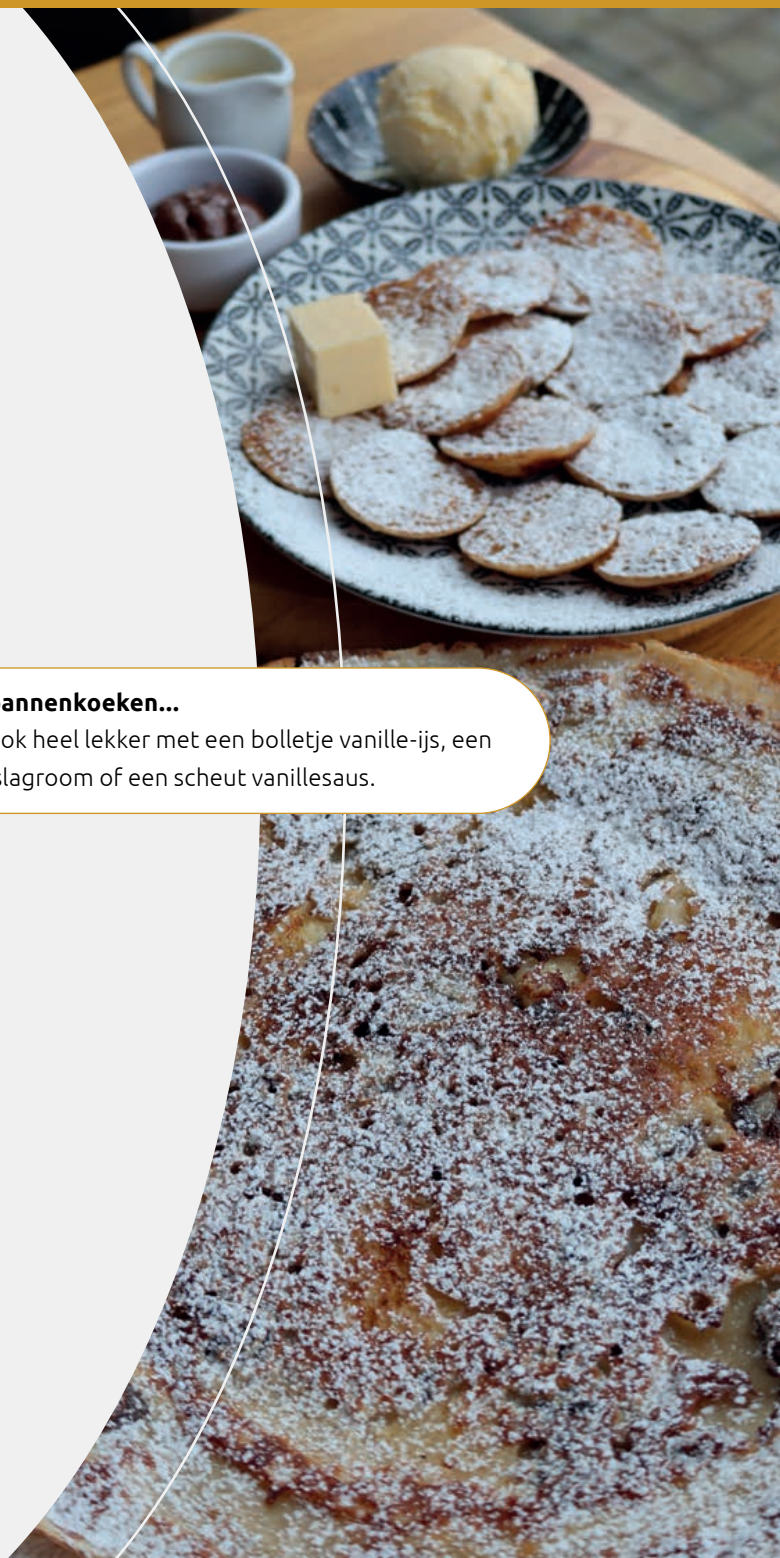 annenkoeken...
ok heel lekker met een bolletje vanille-ijs, een
slagroom of een scheut vanillesaus.